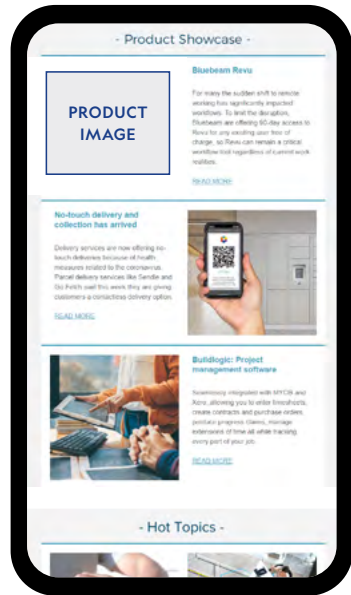 - Product Showcase -
PRODUCT
IMAGE
Bluebeam Revu
For many the sudden shift to remote
working has significantly impacted
workflows. To limit the disruption,
Bluebeam are offering 60-day access to
Revu for any existing user free of
charge, so Revu can remain a critical
workflow tool regardless of current work
realities.
READ MORE
No-touch delivery and
collection has arrived
Delivery services are now offering no-
touch deliveries because of health
measures related to the coronavirus.
Parcel delivery services like Sendle and
Go Fetch said this week they are giving
customers a contactless delivery option.
READ MORE
Buildlogic: Project
management software
Seamlessly integrated with MYOB and
Xero, allowing you to enter timesheets,
create contracts and purchase orders,
produce progress claims, manage
extensions of time all while tracking
every part of your job.
READ MORE
- Hot Topics -